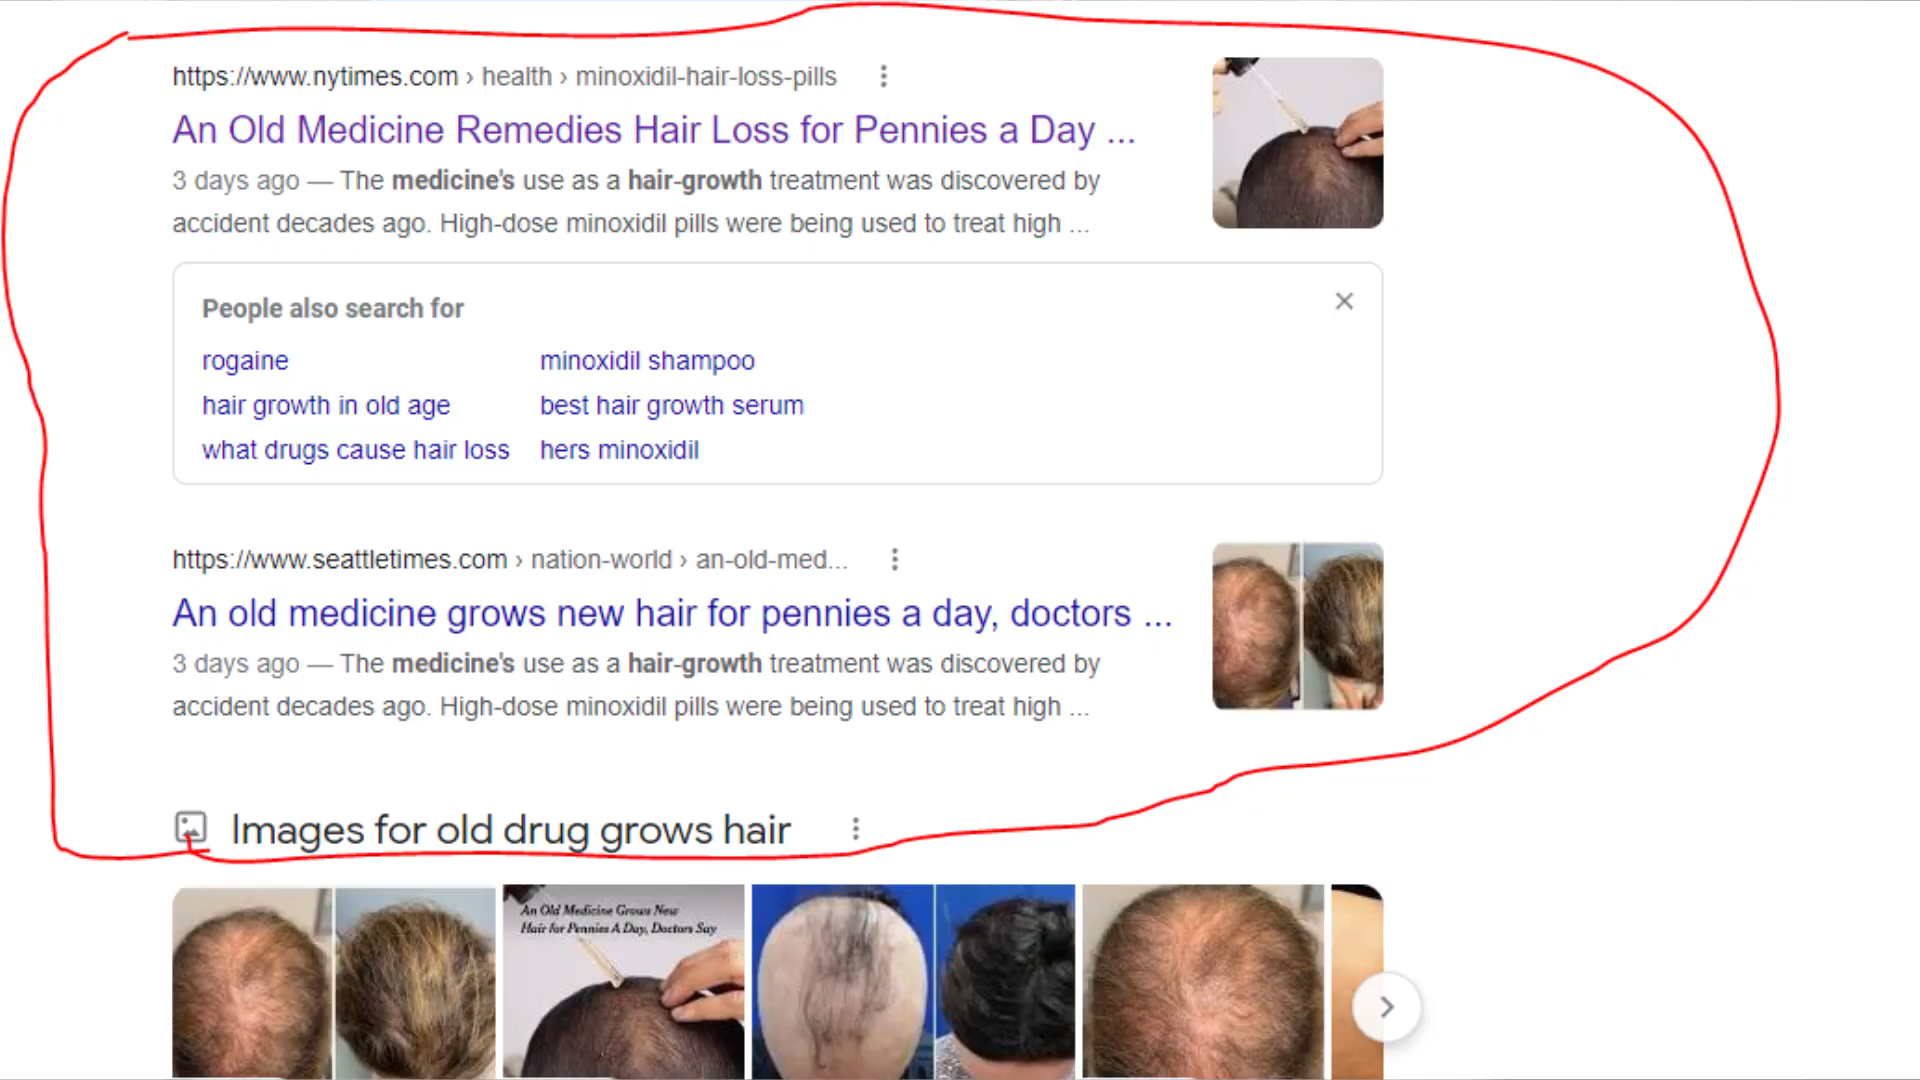 https://www.nytimes.com › health › minoxidil-hair-loss-pills
An Old Medicine Remedies Hair Loss for Pennies a Day ...
3 days ago — The medicine's use as a hair-growth treatment was discovered by
accident decades ago. High-dose minoxidil pills were being used to treat high ...
People also search for
rogaine
minoxidil shampoo
hair growth in old age
best hair growth serum
what drugs cause hair loss
hers minoxidil
https://www.seattletimes.com › nation-world › an-old-med...
An old medicine grows new hair for pennies a day, doctors ...
3 days ago — The medicine's use as a hair-growth treatment was discovered by
accident decades ago. High-dose minoxidil pills were being used to treat high ...
Images for old drug grows hair
An Old Medicine Grows New
Hair for Pennies A Day, Doctors Say